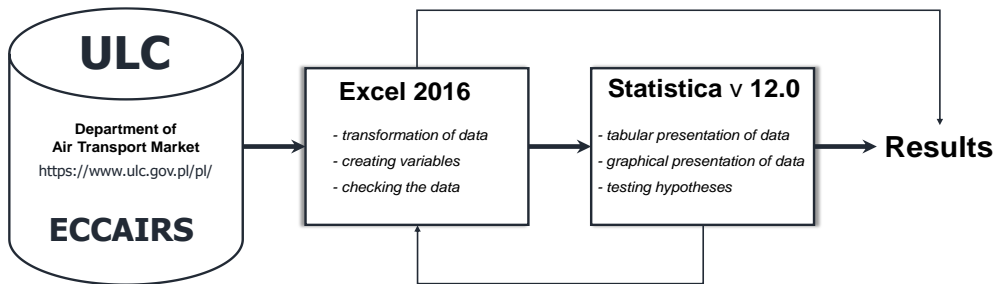 ULC
Department of
Air Transport Market
https://www.ulc.gov.pl/pl/
ECCAIRS
Excel 2016
- transformation of data
- creating variables
- checking the data
Statistica v 12.0
- tabular presentation of data
- graphical presentation of data
- testing hypotheses
Results